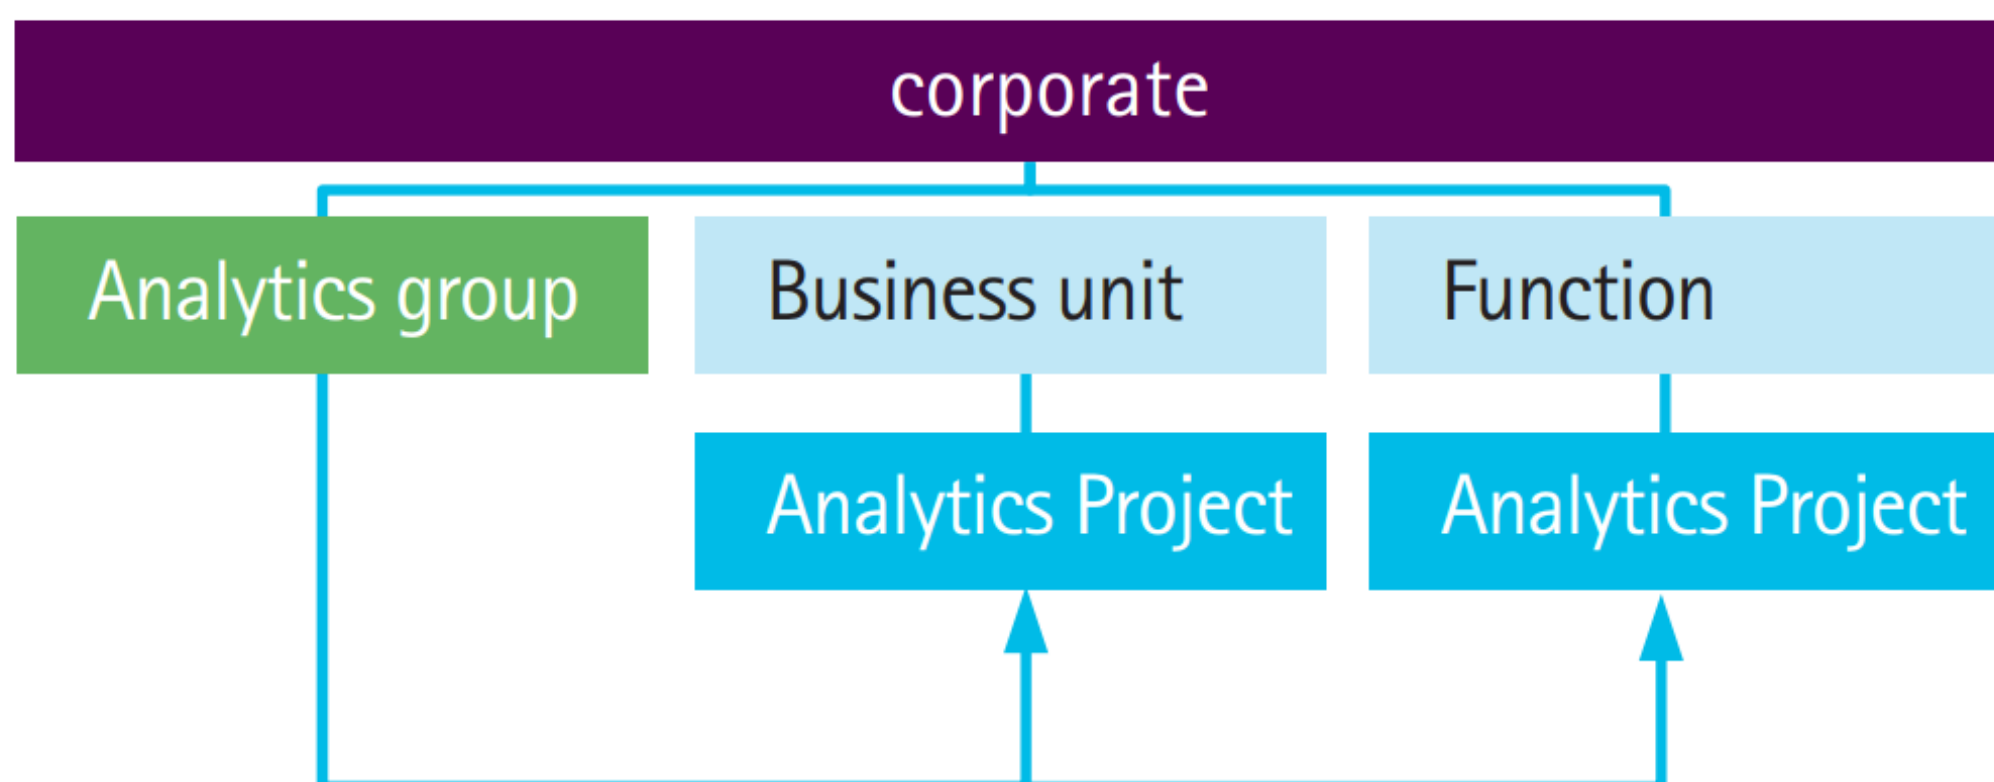 corporate
Analytics group
Business unit
Function
Analytics Project
Analytics Project